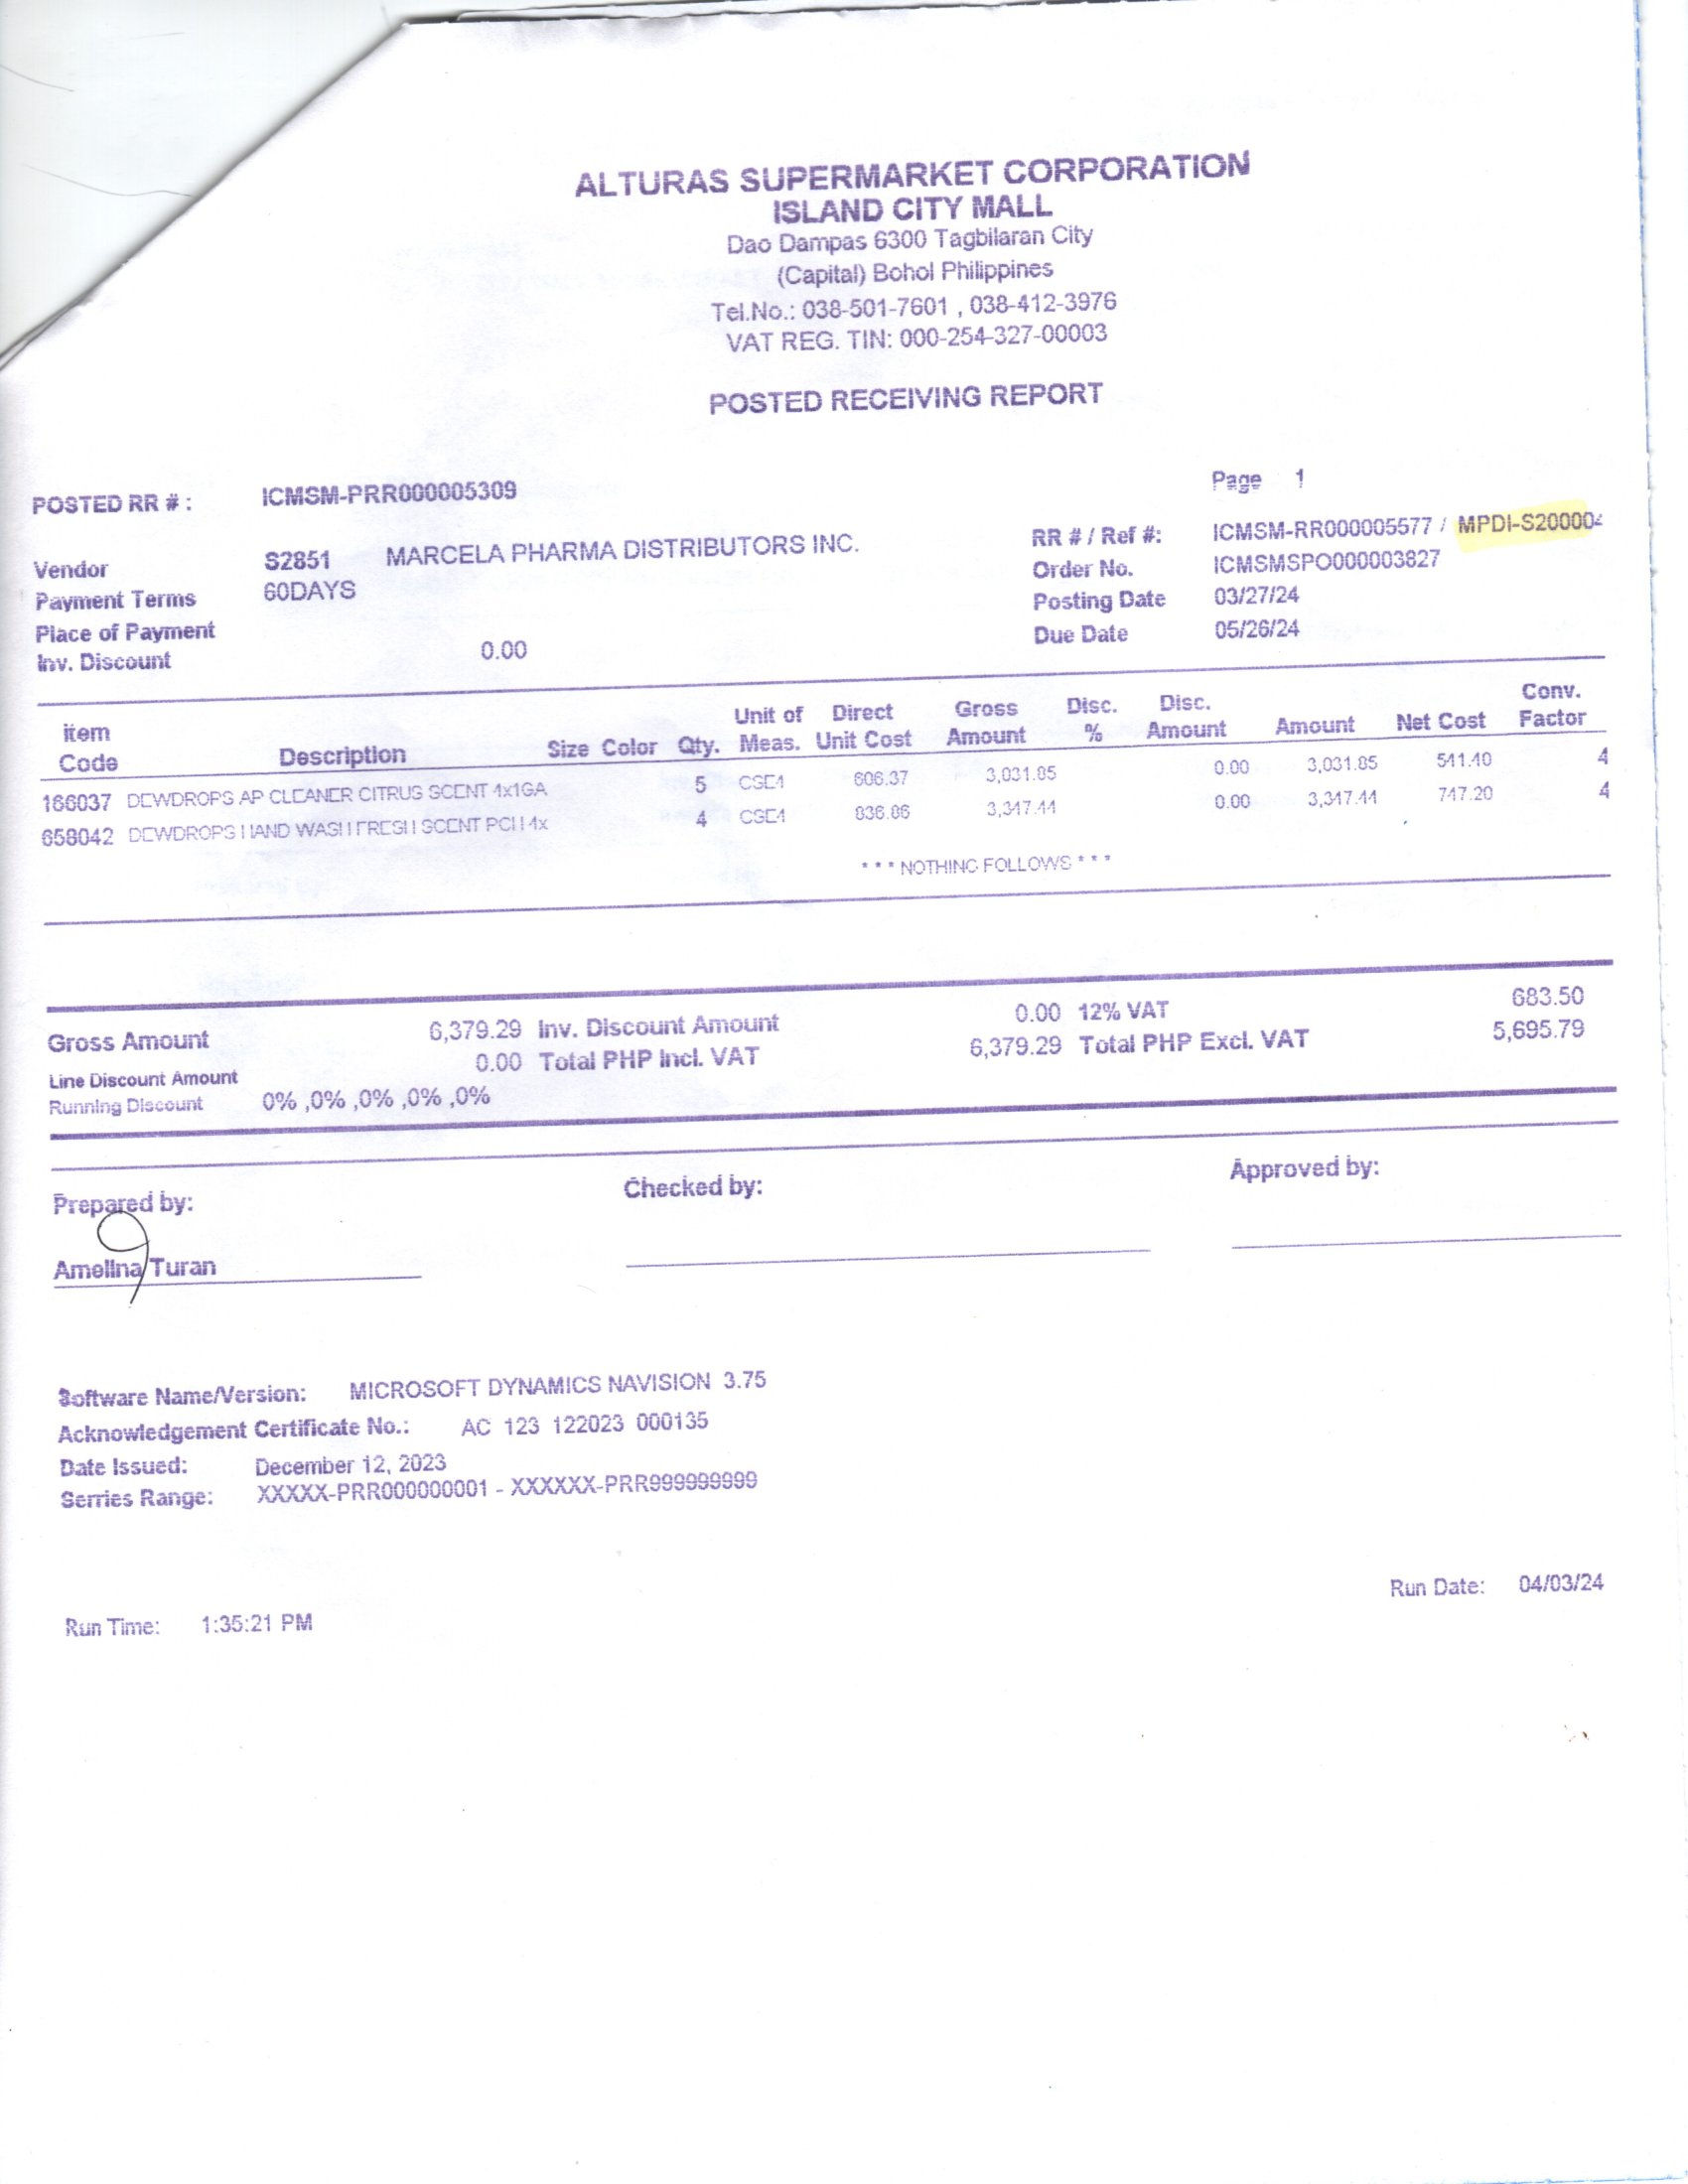 ALTURAS SUPERMARKET CORPORATION
ISLAND CITY MALL
Dao Dampas 6300 Tagbilaran City
(Capital) Bohol Philippines
Tel.No.: 038-501-7601 , 038-412-3976
VAT REG. TIN: 000-254-327-00003
POSTED RECEIVING REPORT
Page 1
POSTED RR # : ICMSM-PRR000005309
RR # / Ref #: ICMSM-RR000005577 / MPDI-S20000
Vendor S2851 MARCELA PHARMA DISTRIBUTORS INC.
Order No. ICMSMSPO000003827
Payment Terms 60DAYS
Posting Date 03/27/24
Place of Payment
Due Date 05/26/24
Inv. Discount 0.00
Item Code Description Size Color Qty. Unit of Meas. Direct Unit Cost Gross Amount Disc. % Disc. Amount Amount Net Cost Conv. Factor
166037 DEWDROPS AP CLEANER CITRUS SCENT 4x1GA 5 CSE4 606.37 3,031.85 0.00 3,031.85 541.40 4
658042 DEWDROPS HAND WASH FRESH SCENT PCH 4x 4 CSE4 836.86 3,347.44 0.00 3,347.44 747.20 4
* * * NOTHING FOLLOWS * * *
Gross Amount 6,379.29 Inv. Discount Amount 0.00 12% VAT 683.50
Line Discount Amount 0.00 Total PHP Incl. VAT 6,379.29 Total PHP Excl. VAT 5,695.79
Running Discount 0% ,0% ,0% ,0% ,0%
Prepared by: Checked by: Approved by:
Amelina Turan
Software Name/Version: MICROSOFT DYNAMICS NAVISION 3.75
Acknowledgement Certificate No.: AC 123 122023 000135
Date Issued: December 12, 2023
Serries Range: XXXXX-PRR000000001 - XXXXXX-PRR999999999
Run Date: 04/03/24
Run Time: 1:35:21 PM